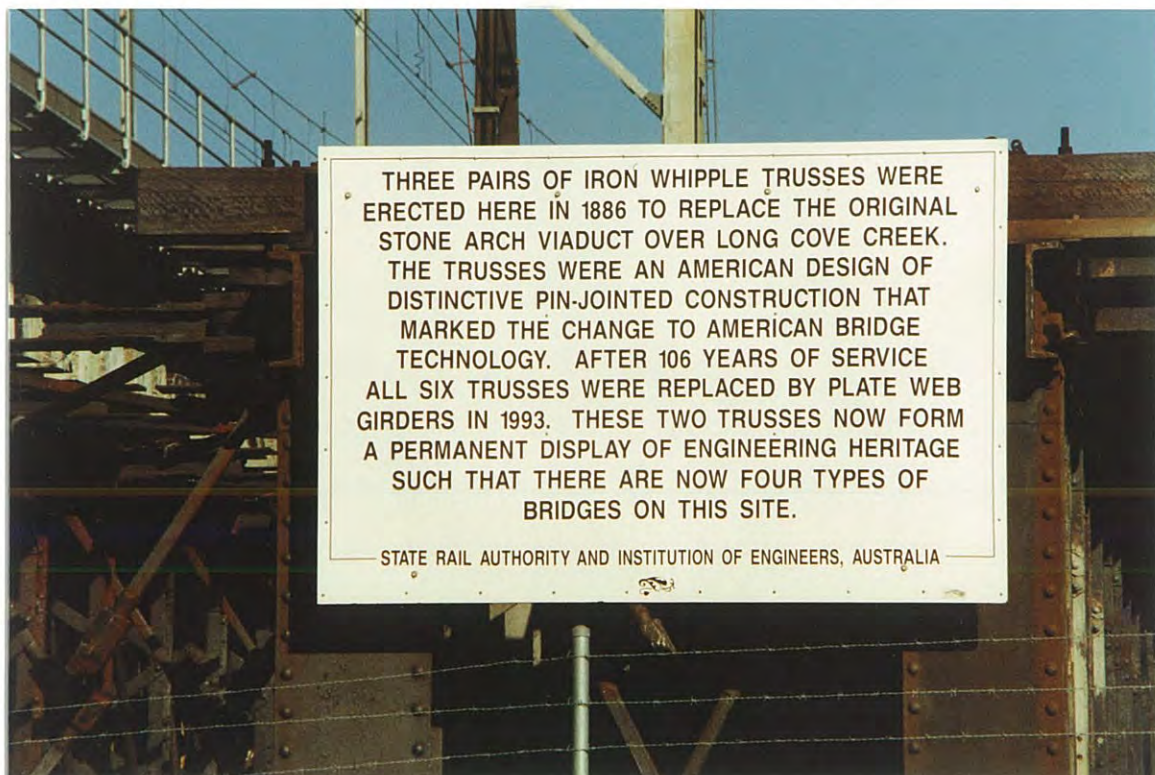 THREE PAIRS OF IRON WHIPPLE TRUSSES WERE
ERECTED HERE IN 1886 TO REPLACE THE ORIGINAL
STONE ARCH VIADUCT OVER LONG COVE CREEK.
THE TRUSSES WERE AN AMERICAN DESIGN OF
DISTINCTIVE PIN-JOINTED CONSTRUCTION THAT
MARKED THE CHANGE TO AMERICAN BRIDGE
TECHNOLOGY. AFTER 106 YEARS OF SERVICE
ALL SIX TRUSSES WERE REPLACED BY PLATE WEB
GIRDERS IN 1993. THESE TWO TRUSSES NOW FORM
A PERMANENT DISPLAY OF ENGINEERING HERITAGE
SUCH THAT THERE ARE NOW FOUR TYPES OF
BRIDGES ON THIS SITE.
STATE RAIL AUTHORITY AND INSTITUTION OF ENGINEERS, AUSTRALIA